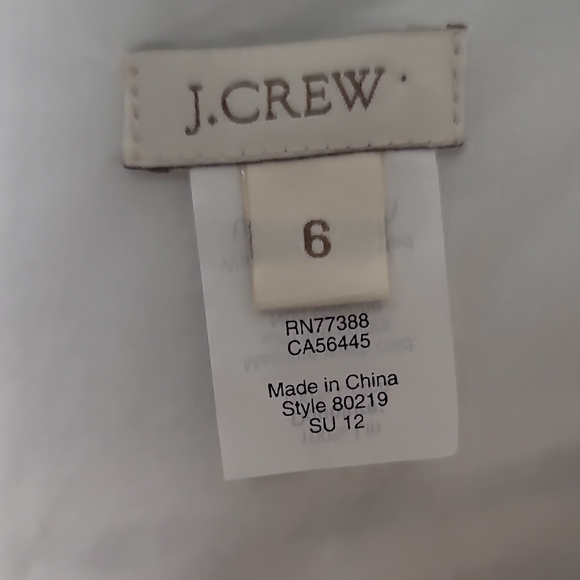 J.CREW
6
RN77388
CA56445
Made in China
Style 80219
SU 12